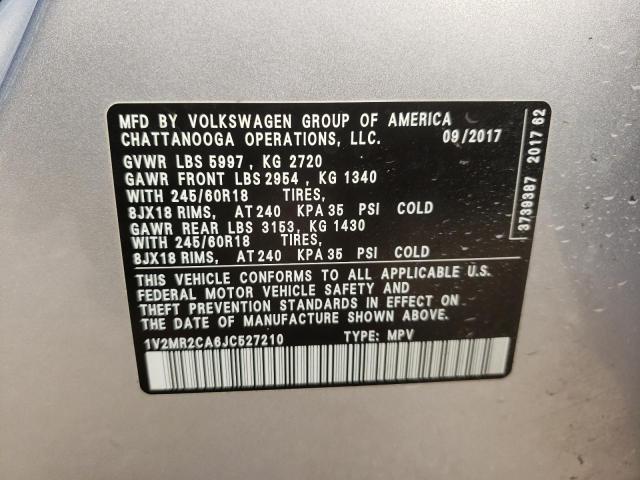 MFD BY VOLKSWAGEN GROUP OF AMERICA
CHATTANOOGA OPERATIONS, LLC. 09/2017
GVWR LBS 5997 , KG 2720
GAWR FRONT LBS 2954 , KG 1340
WITH 245/60R18 TIRES,
8JX18 RIMS, AT 240 KPA 35 PSI COLD
GAWR REAR LBS 3153, KG 1430
WITH 245/60R18 TIRES,
8JX18 RIMS, AT 240 KPA 35 PSI COLD
THIS VEHICLE CONFORMS TO ALL APPLICABLE U.S.
FEDERAL MOTOR VEHICLE SAFETY AND
THEFT PREVENTION STANDARDS IN EFFECT ON
THE DATE OF MANUFACTURE SHOWN ABOVE.
1V2MR2CA6JC527210 TYPE: MPV
3739387 2017 62